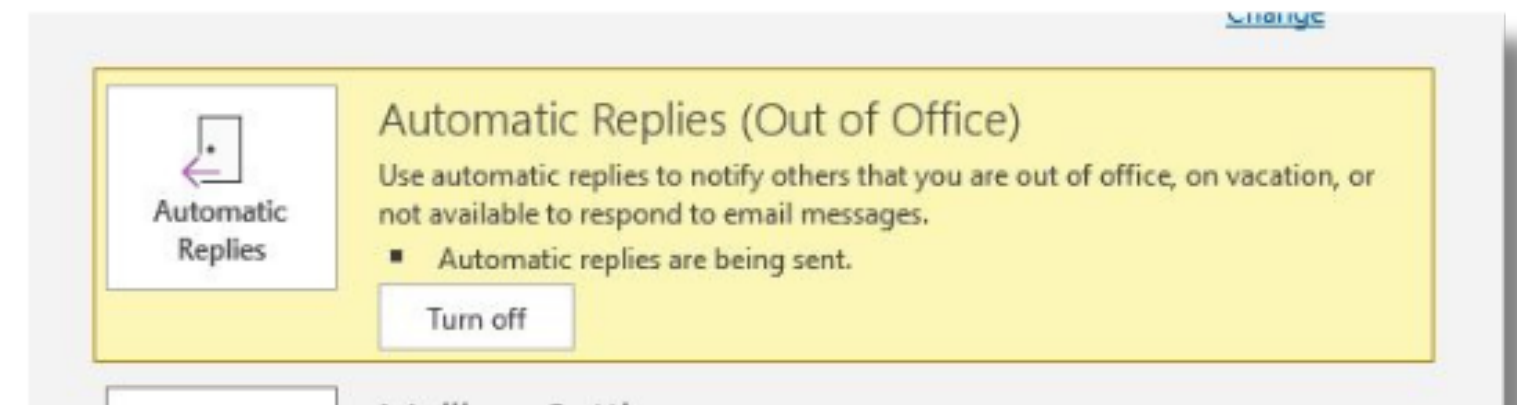 Change
Automatic Replies (Out of Office)
Use automatic replies to notify others that you are out of office, on vacation, or
not available to respond to email messages.
Automatic
Replies
▪ Automatic replies are being sent.
Turn off